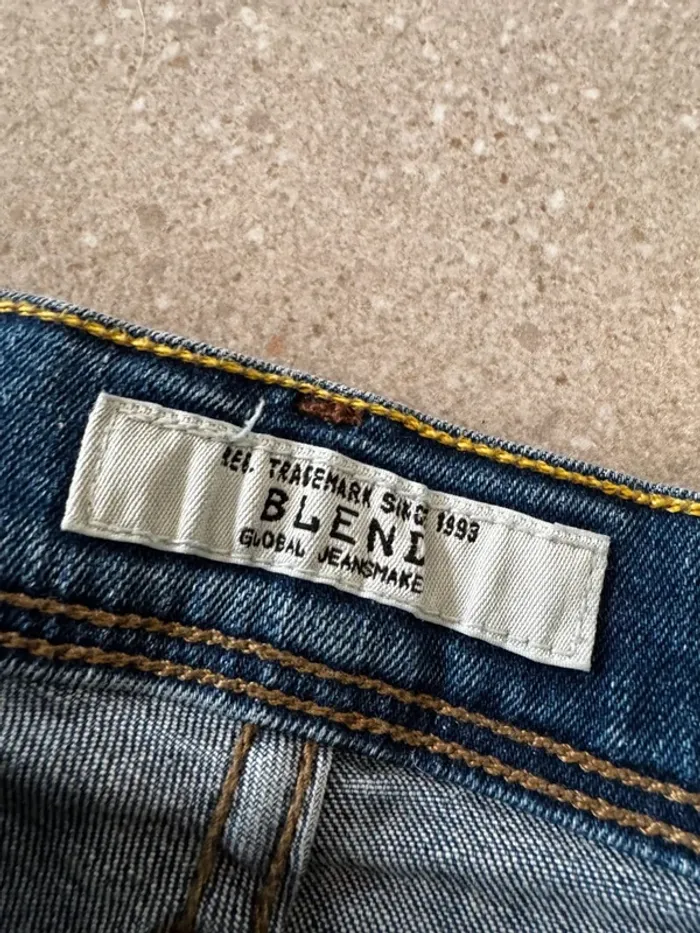 REG. TRADEMARK SINCE 1993
BLEND
GLOBAL JEANSMAKE